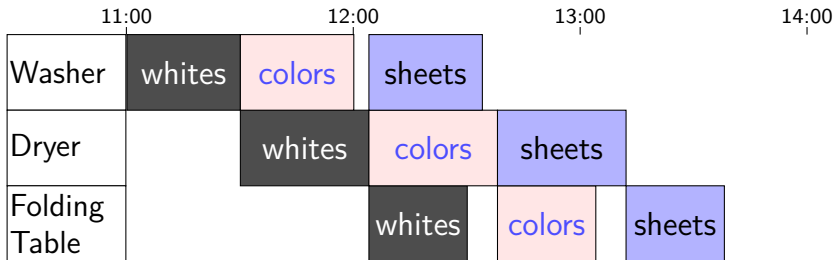 11:00 12:00 13:00 14:00
Washer whites colors sheets
Dryer whites colors sheets
Folding
Table whites colors sheets